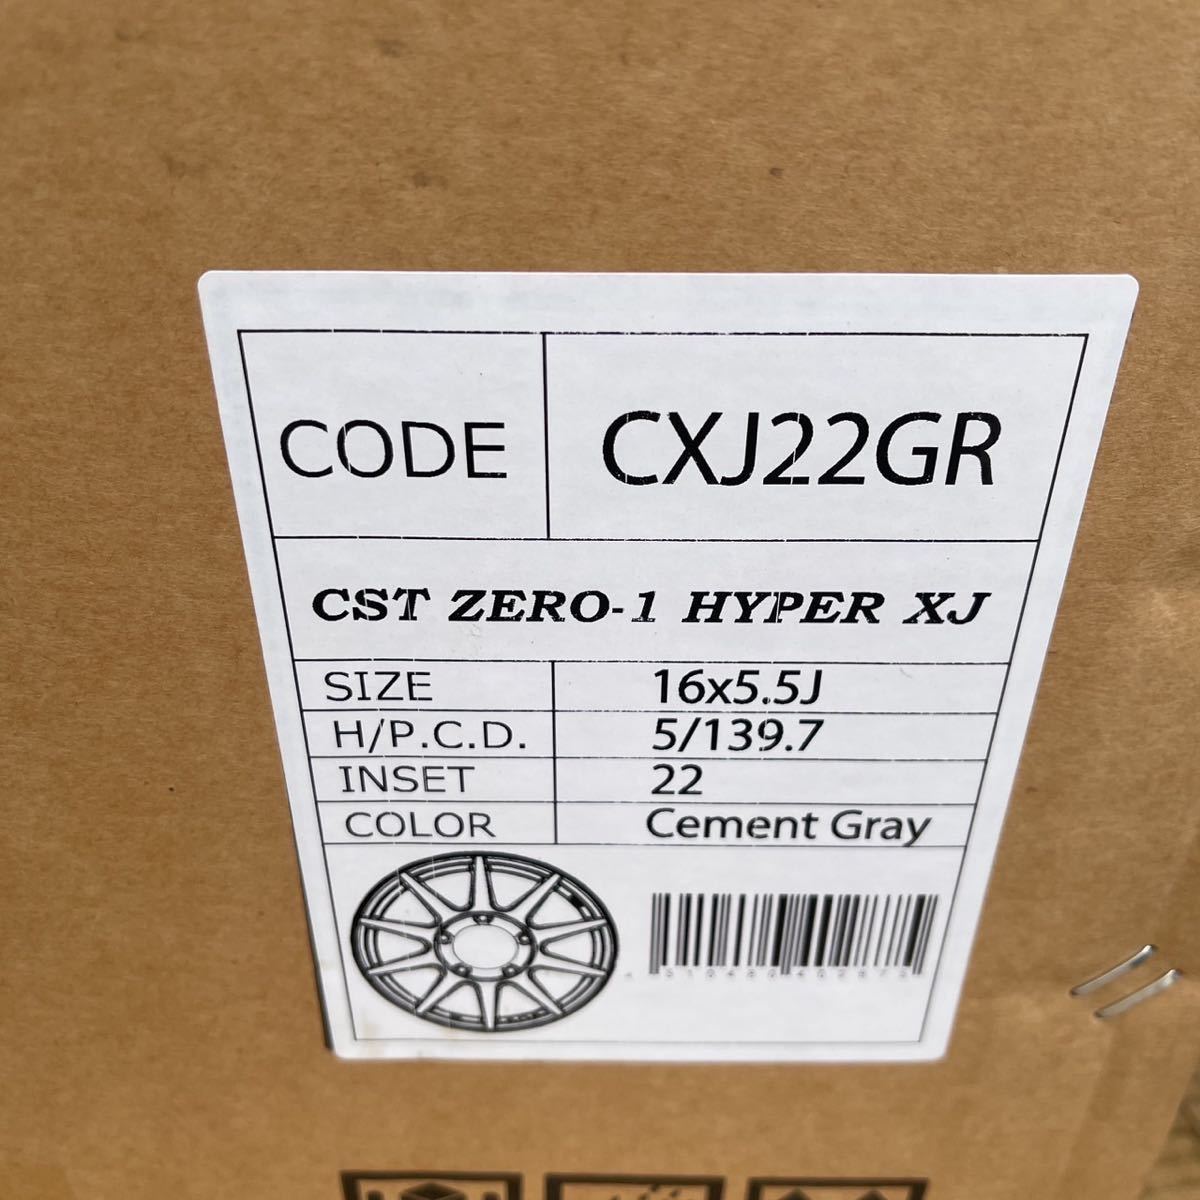 CODE CXJ22GR
CST ZERO-1 HYPER XJ
SIZE 16x5.5J
H/P.C.D. 5/139.7
INSET 22
COLOR Cement Gray